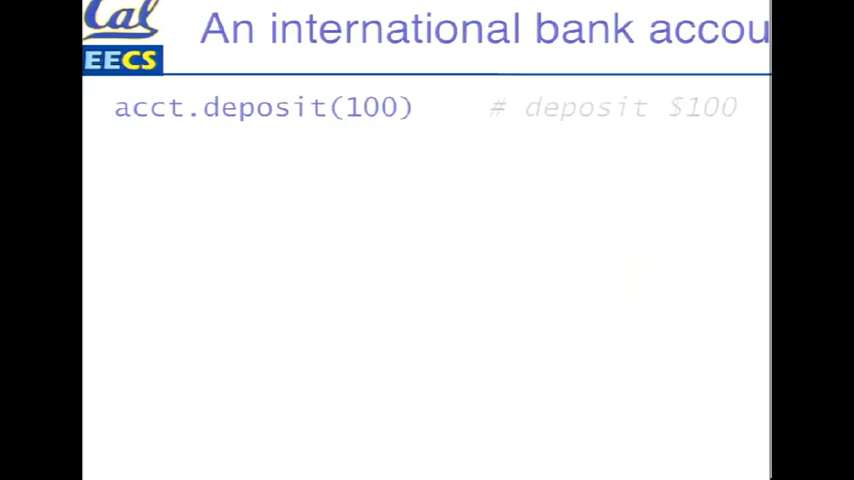 Cal
EECS
An international bank accou
acct.deposit(100) # deposit $100